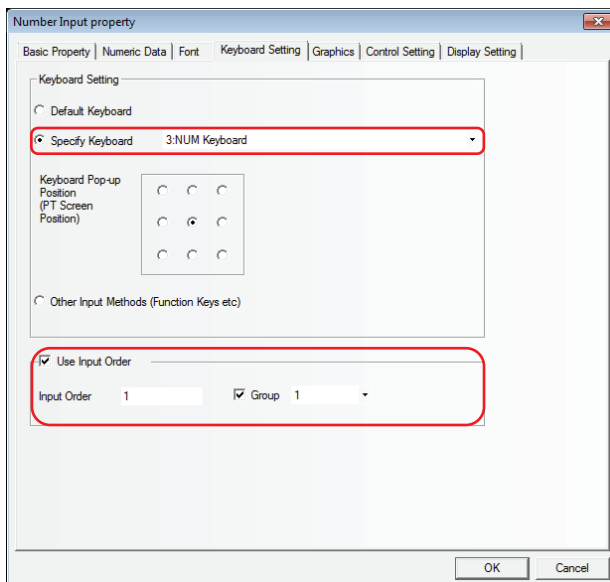 Number Input property
Basic Property Numeric Data Font Keyboard Setting Graphics Control Setting Display Setting
Keyboard Setting
Default Keyboard
Specify Keyboard 3:NUM Keyboard
Keyboard Pop-up
Position
(PT Screen
Position)
Other Input Methods (Function Keys etc)
Use Input Order
Input Order 1 Group 1
OK Cancel